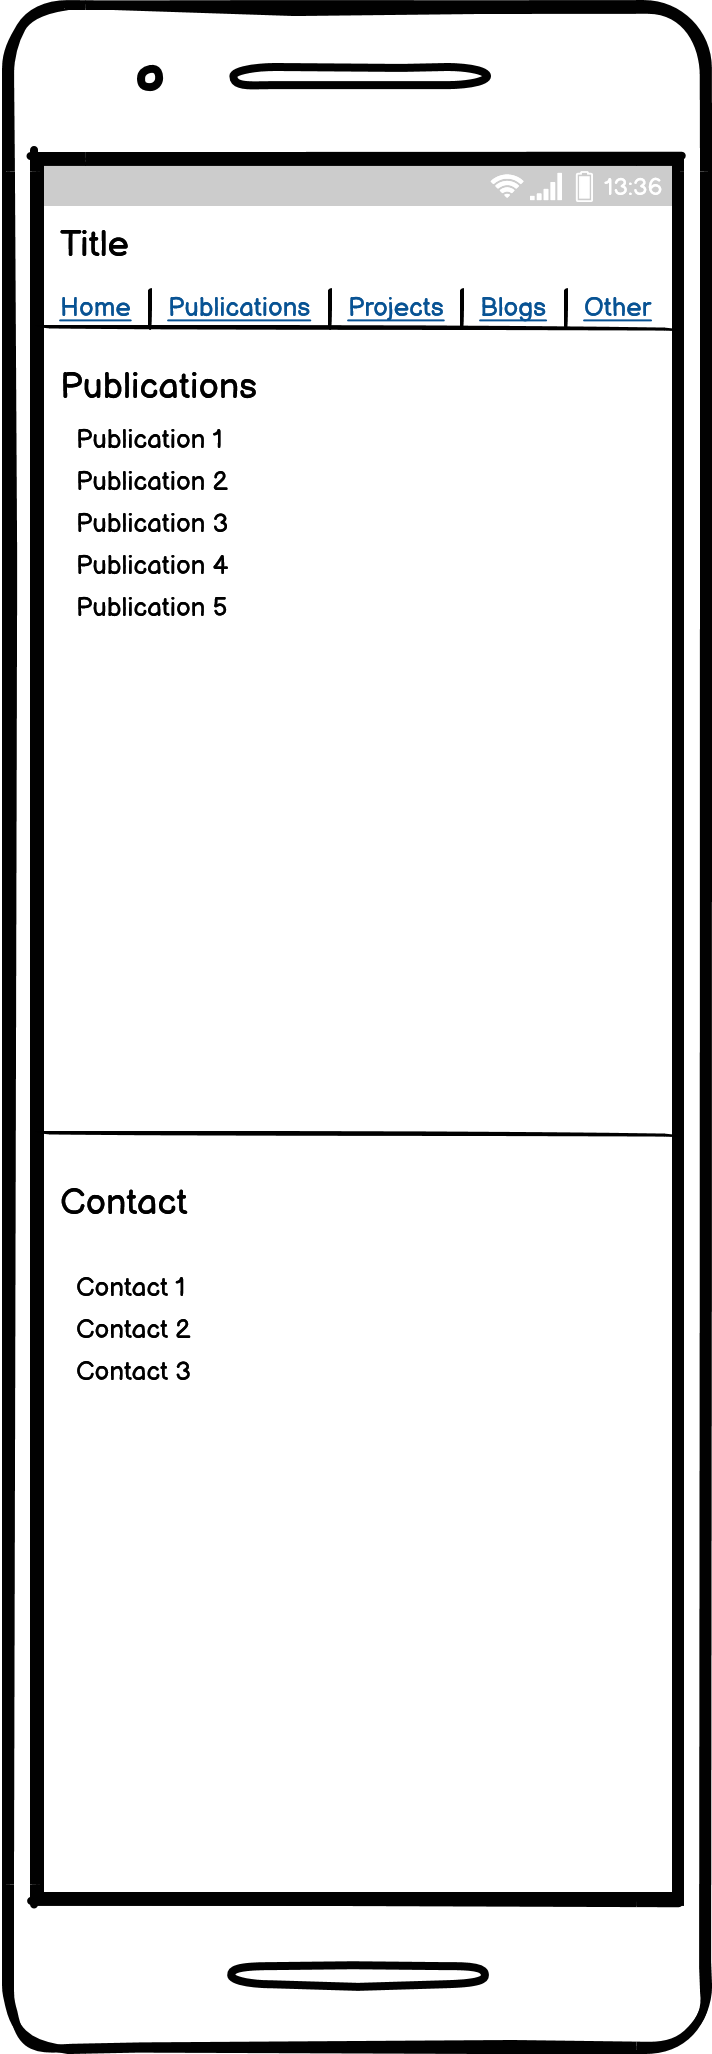 13:36
Title
Home Publications Projects Blogs Other
Publications
Publication 1
Publication 2
Publication 3
Publication 4
Publication 5
Contact
Contact 1
Contact 2
Contact 3